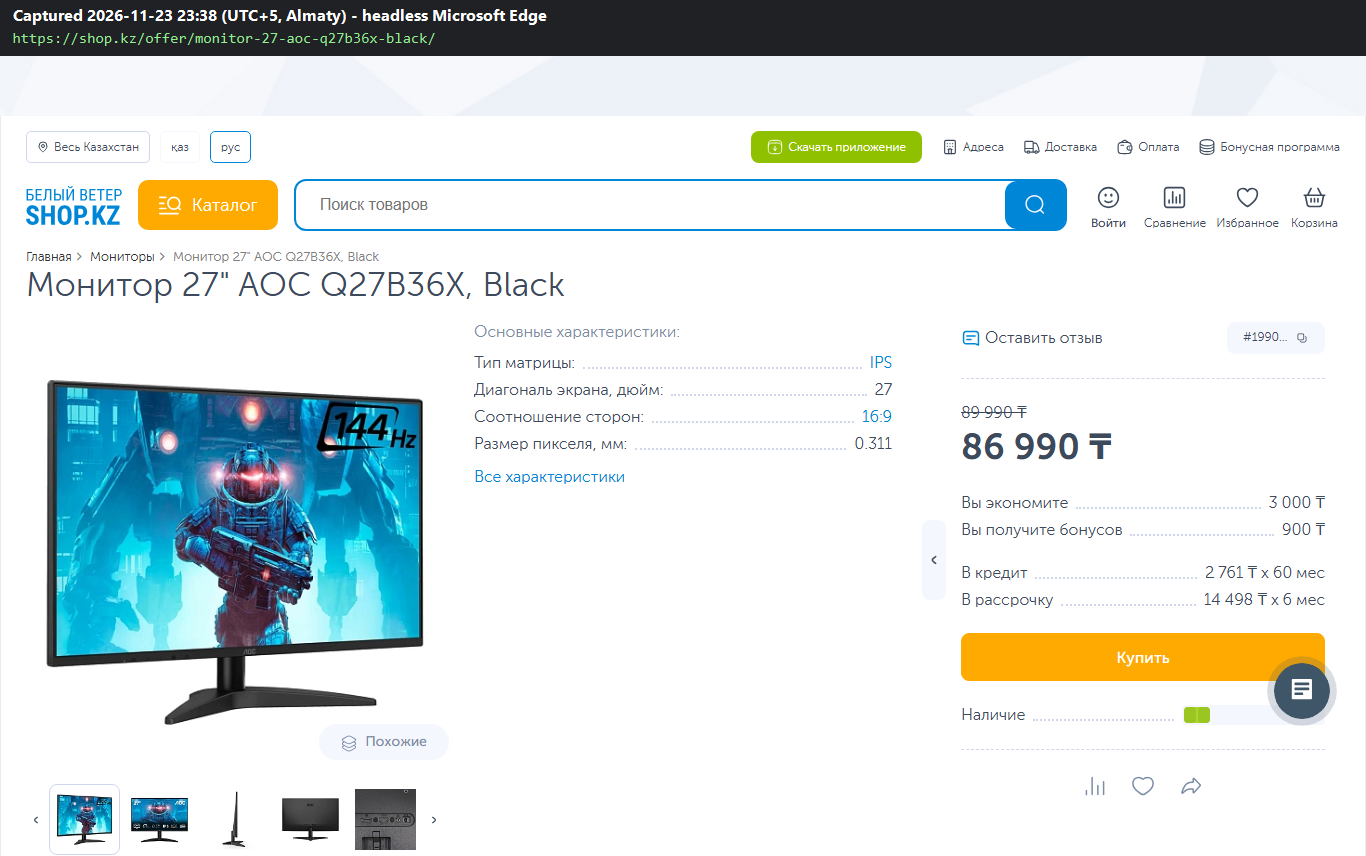 Captured 2026-11-23 23:38 (UTC+5, Almaty) - headless Microsoft Edge
https://shop.kz/offer/monitor-27-aoc-q27b36x-black/
Весь Казахстан
қаз
рус
Скачать приложение
Адреса
Доставка
Оплата
Бонусная программа
БЕЛЫЙ ВЕТЕР
SHOP.KZ
Каталог
Поиск товаров
Войти
Сравнение
Избранное
Корзина
Главная > Мониторы > Монитор 27" AOC Q27B36X, Black
Монитор 27" AOC Q27B36X, Black
144Hz
AOC
Похожие
Основные характеристики:
Тип матрицы: IPS
Диагональ экрана, дюйм: 27
Соотношение сторон: 16:9
Размер пикселя, мм: 0.311
Все характеристики
Оставить отзыв
#1990...
89 990 ₸
86 990 ₸
Вы экономите 3 000 ₸
Вы получите бонусов 900 ₸
В кредит 2 761 ₸ x 60 мес
В рассрочку 14 498 ₸ x 6 мес
Купить
Наличие